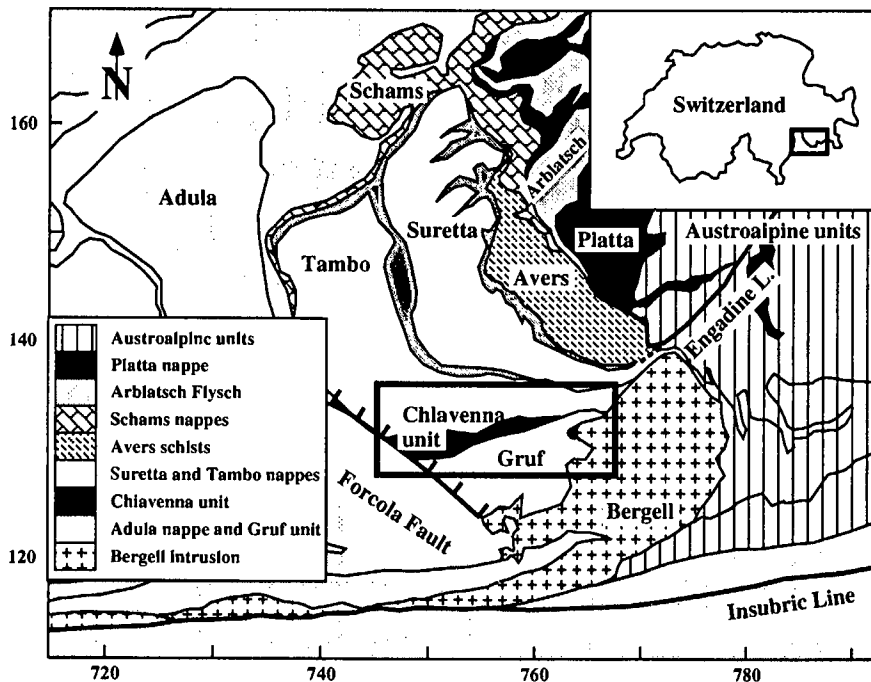 N
Schams
Switzerland
160
Arblatsch
Adula
Suretta
Platta
Austroalpine units
Tambo
Avers
Engadine L.
140
Austroalpine units
Platta nappe
Arblatsch Flysch
Schams nappes
Avers schists
Suretta and Tambo nappes
Chiavenna unit
Adula nappe and Gruf unit
Bergell intrusion
Chiavenna
unit
Gruf
Forcola Fault
Bergell
120
Insubric Line
720
740
760
780